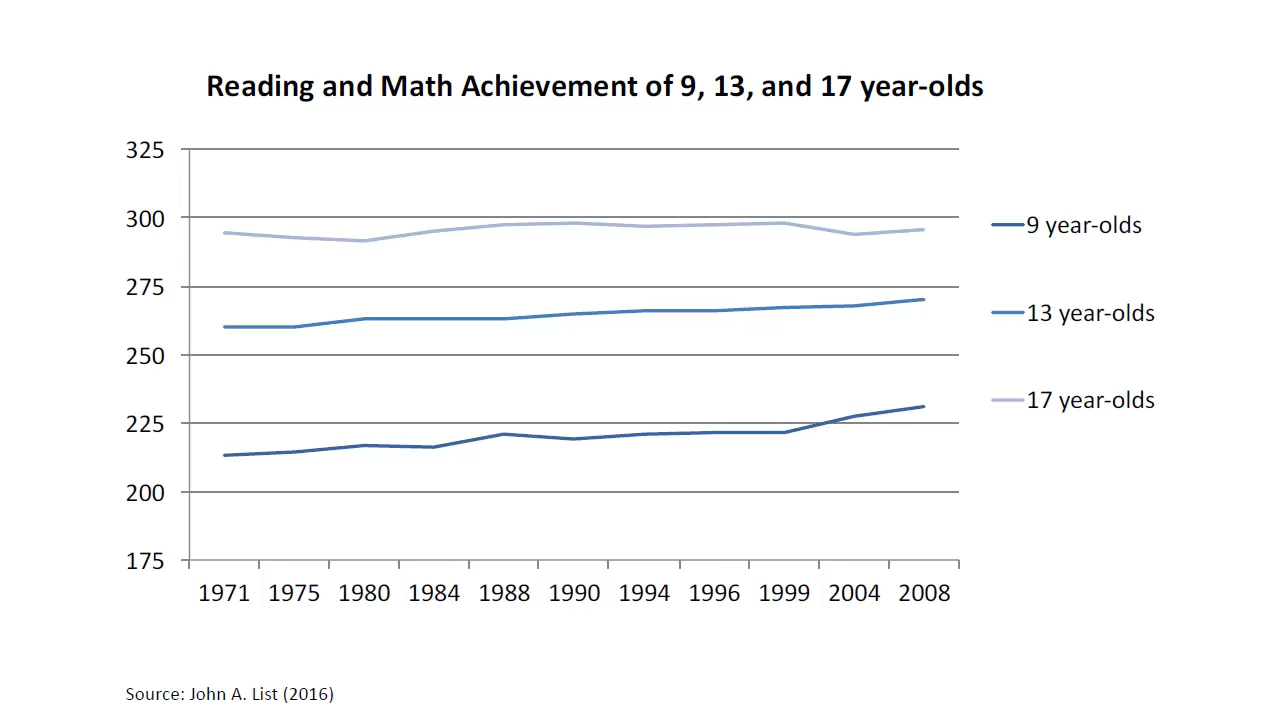 Reading and Math Achievement of 9, 13, and 17 year-olds
325
300
275
250
225
200
175
1971 1975 1980 1984 1988 1990 1994 1996 1999 2004 2008
9 year-olds
13 year-olds
17 year-olds
Source: John A. List (2016)